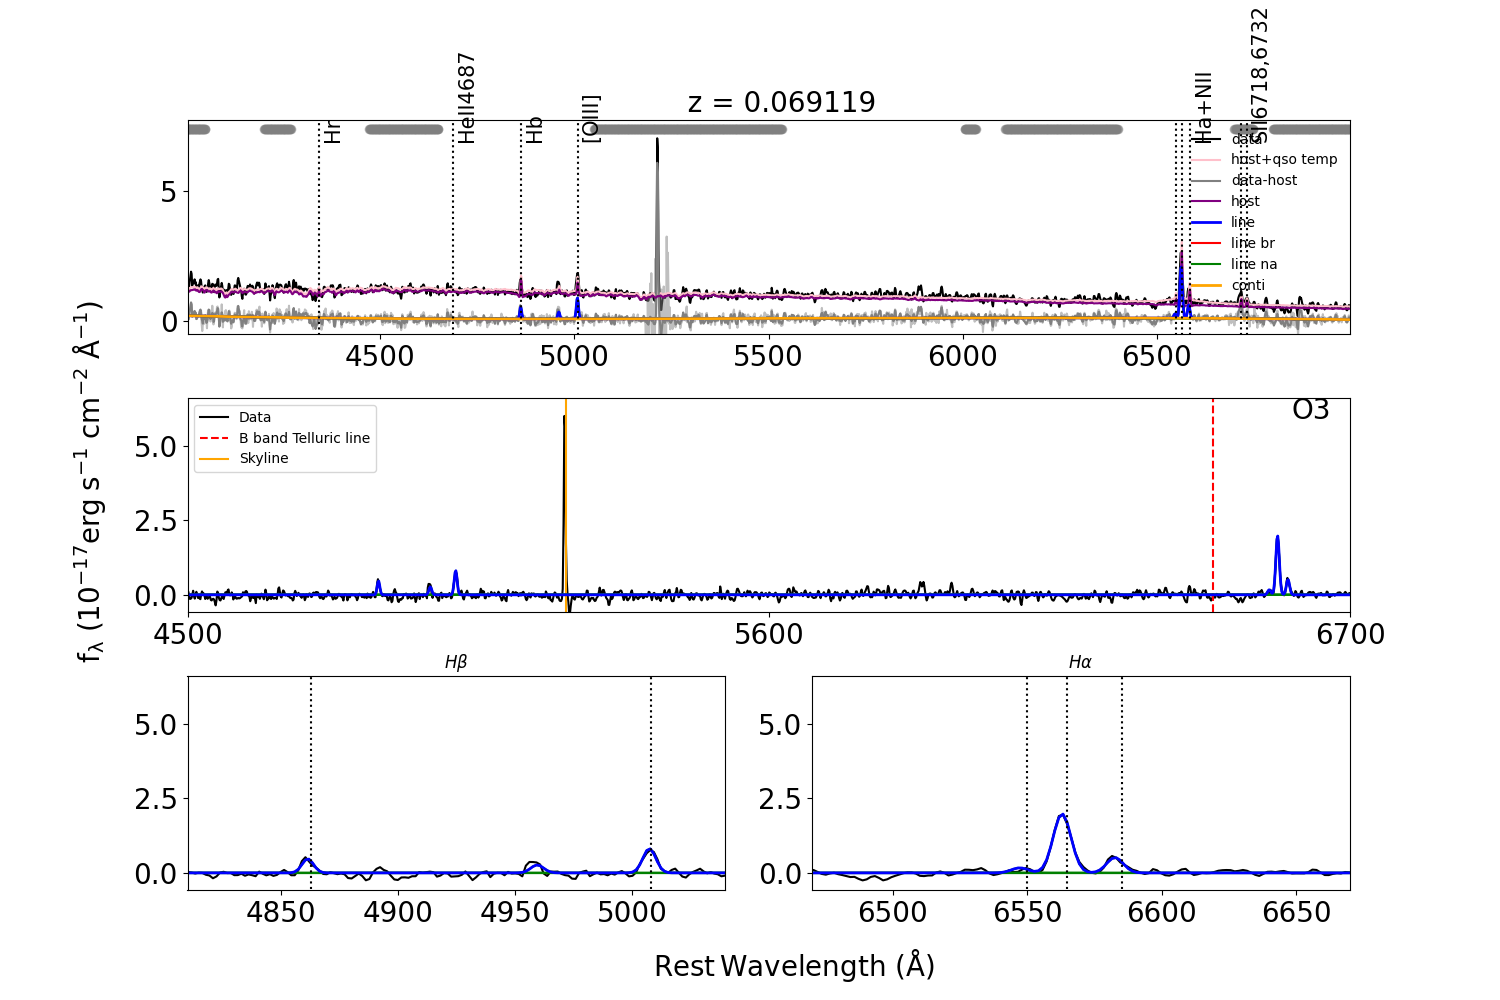 z = 0.069119
Hr
HeII4687
Hb
[OIII]
Ha+NII
SII6718,6732
data
host+qso temp
data-host
host
line
line br
line na
conti
5
0
4500
5000
5500
6000
6500
f_λ (10^{-17}erg s^{-1} cm^{-2} Å^{-1})
O3
Data
B band Telluric line
Skyline
5.0
2.5
0.0
4500
5600
6700
Hβ
5.0
2.5
0.0
4850
4900
4950
5000
Hα
5.0
2.5
0.0
6500
6550
6600
6650
Rest Wavelength (Å)